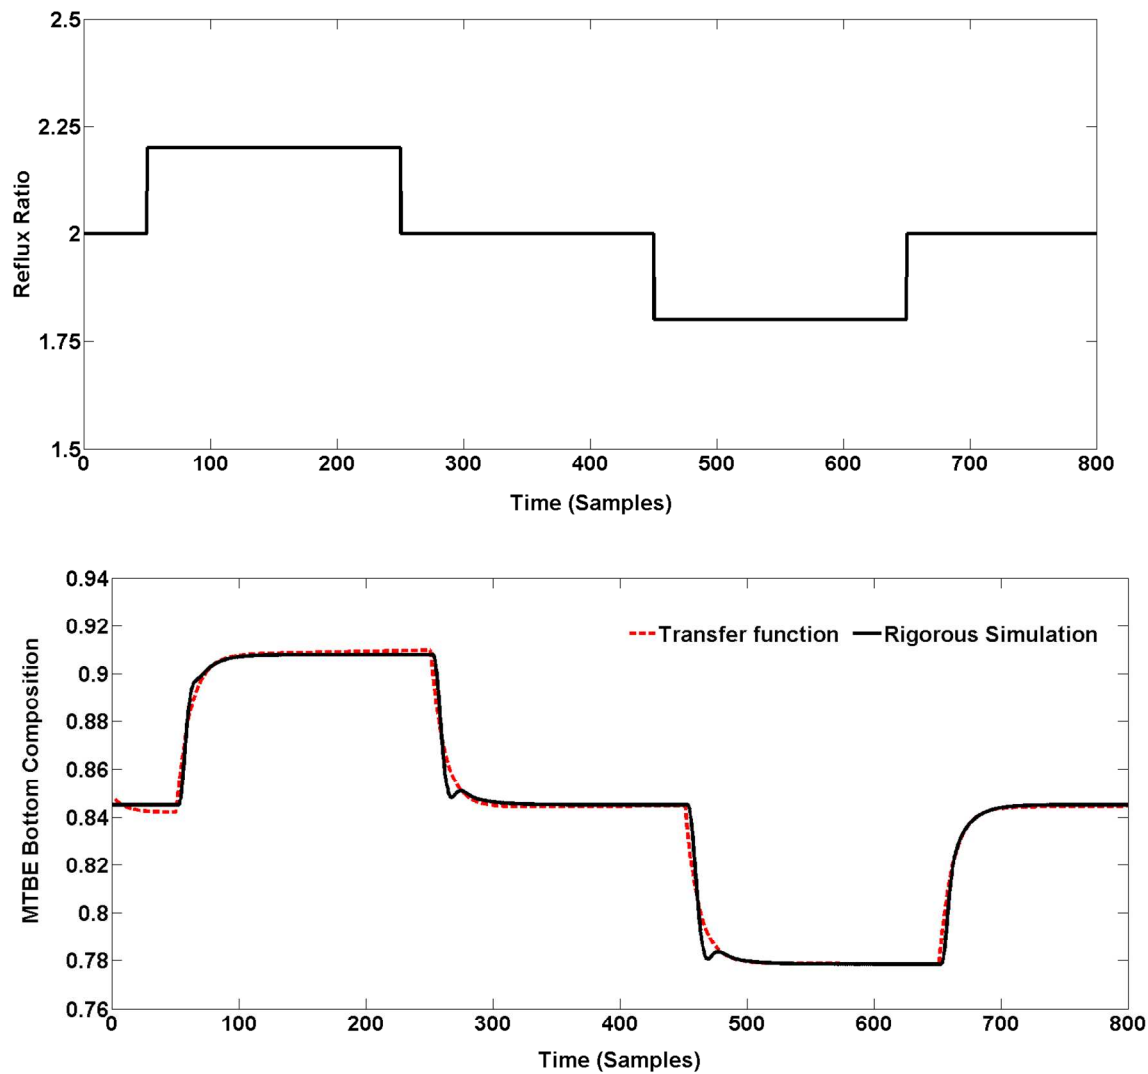 2.5
2.25
2
1.75
1.5
Reflux Ratio
0 100 200 300 400 500 600 700 800
Time (Samples)
0.94
0.92
0.9
0.88
0.86
0.84
0.82
0.8
0.78
0.76
MTBE Bottom Composition
Transfer function Rigorous Simulation
0 100 200 300 400 500 600 700 800
Time (Samples)